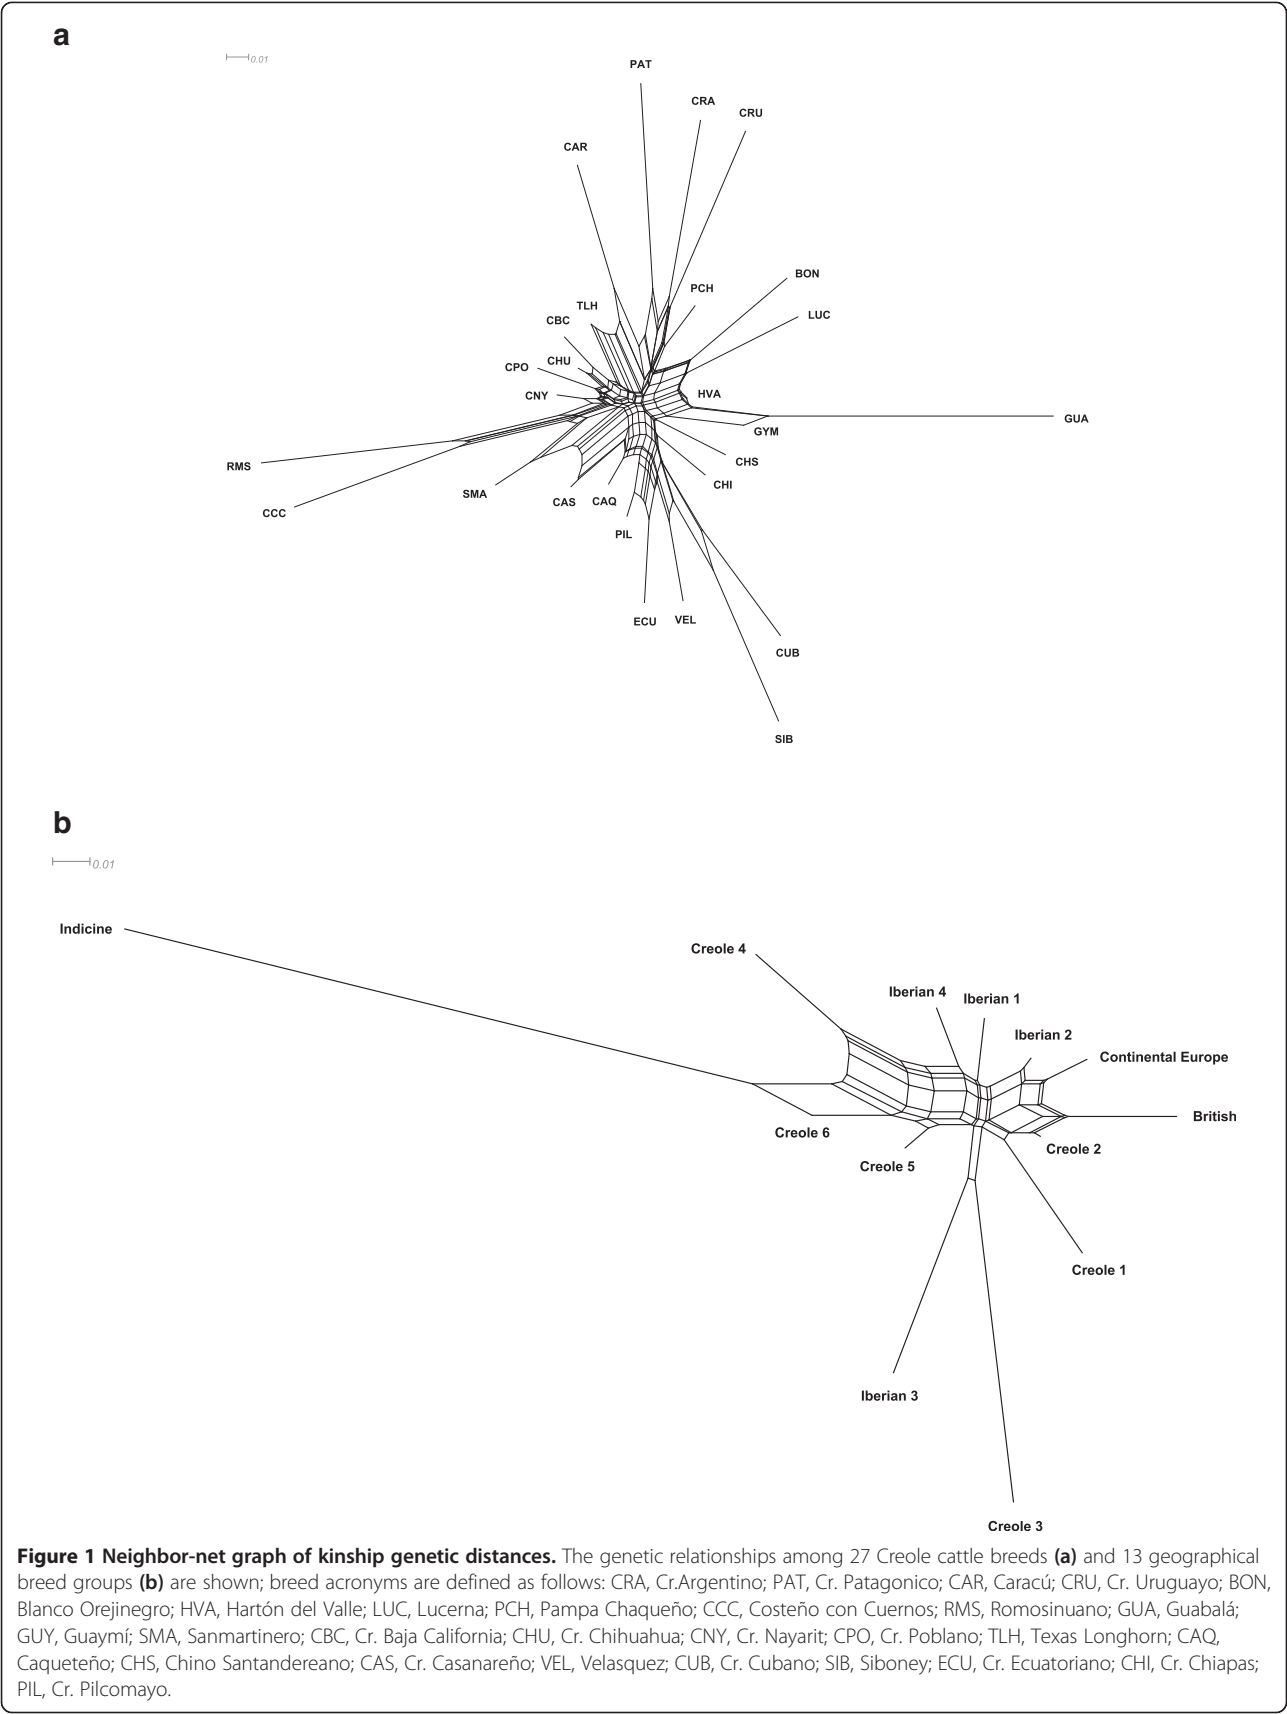 a
0.01
PAT
CRA
CRU
CAR
BON
PCH
TLH
LUC
CBC
CHU
CPO
CNY
HVA
GUA
GYM
CHS
RMS
CHI
SMA
CAS
CAQ
CCC
PIL
ECU
VEL
CUB
SIB
b
0.01
Indicine
Creole 4
Iberian 4
Iberian 1
Iberian 2
Continental Europe
British
Creole 6
Creole 2
Creole 5
Creole 1
Iberian 3
Creole 3
Figure 1 Neighbor-net graph of kinship genetic distances. The genetic relationships among 27 Creole cattle breeds (a) and 13 geographical
breed groups (b) are shown; breed acronyms are defined as follows: CRA, Cr.Argentino; PAT, Cr. Patagonico; CAR, Caracú; CRU, Cr. Uruguayo; BON,
Blanco Orejinegro; HVA, Hartón del Valle; LUC, Lucerna; PCH, Pampa Chaqueño; CCC, Costeño con Cuernos; RMS, Romosinuano; GUA, Guabalá;
GUY, Guaymí; SMA, Sanmartinero; CBC, Cr. Baja California; CHU, Cr. Chihuahua; CNY, Cr. Nayarit; CPO, Cr. Poblano; TLH, Texas Longhorn; CAQ,
Caqueteño; CHS, Chino Santandereano; CAS, Cr. Casanareño; VEL, Velasquez; CUB, Cr. Cubano; SIB, Siboney; ECU, Cr. Ecuatoriano; CHI, Cr. Chiapas;
PIL, Cr. Pilcomayo.